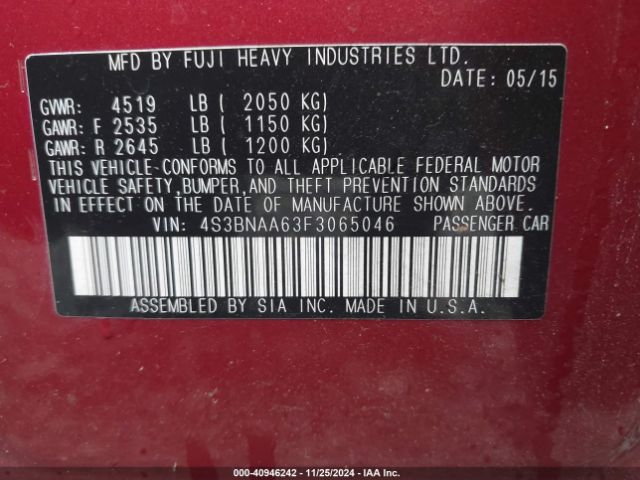 MFD BY FUJI HEAVY INDUSTRIES LTD.
DATE: 05/15
GVWR: 4519 LB ( 2050 KG)
GAWR: F 2535 LB ( 1150 KG)
GAWR: R 2645 LB ( 1200 KG)
THIS VEHICLE CONFORMS TO ALL APPLICABLE FEDERAL MOTOR
VEHICLE SAFETY, BUMPER, AND THEFT PREVENTION STANDARDS
IN EFFECT ON THE DATE OF MANUFACTURE SHOWN ABOVE.
VIN: 4S3BNAA63F3065046 PASSENGER CAR
ASSEMBLED BY SIA INC. MADE IN U.S.A.
000-40946242 - 11/25/2024 - IAA Inc.